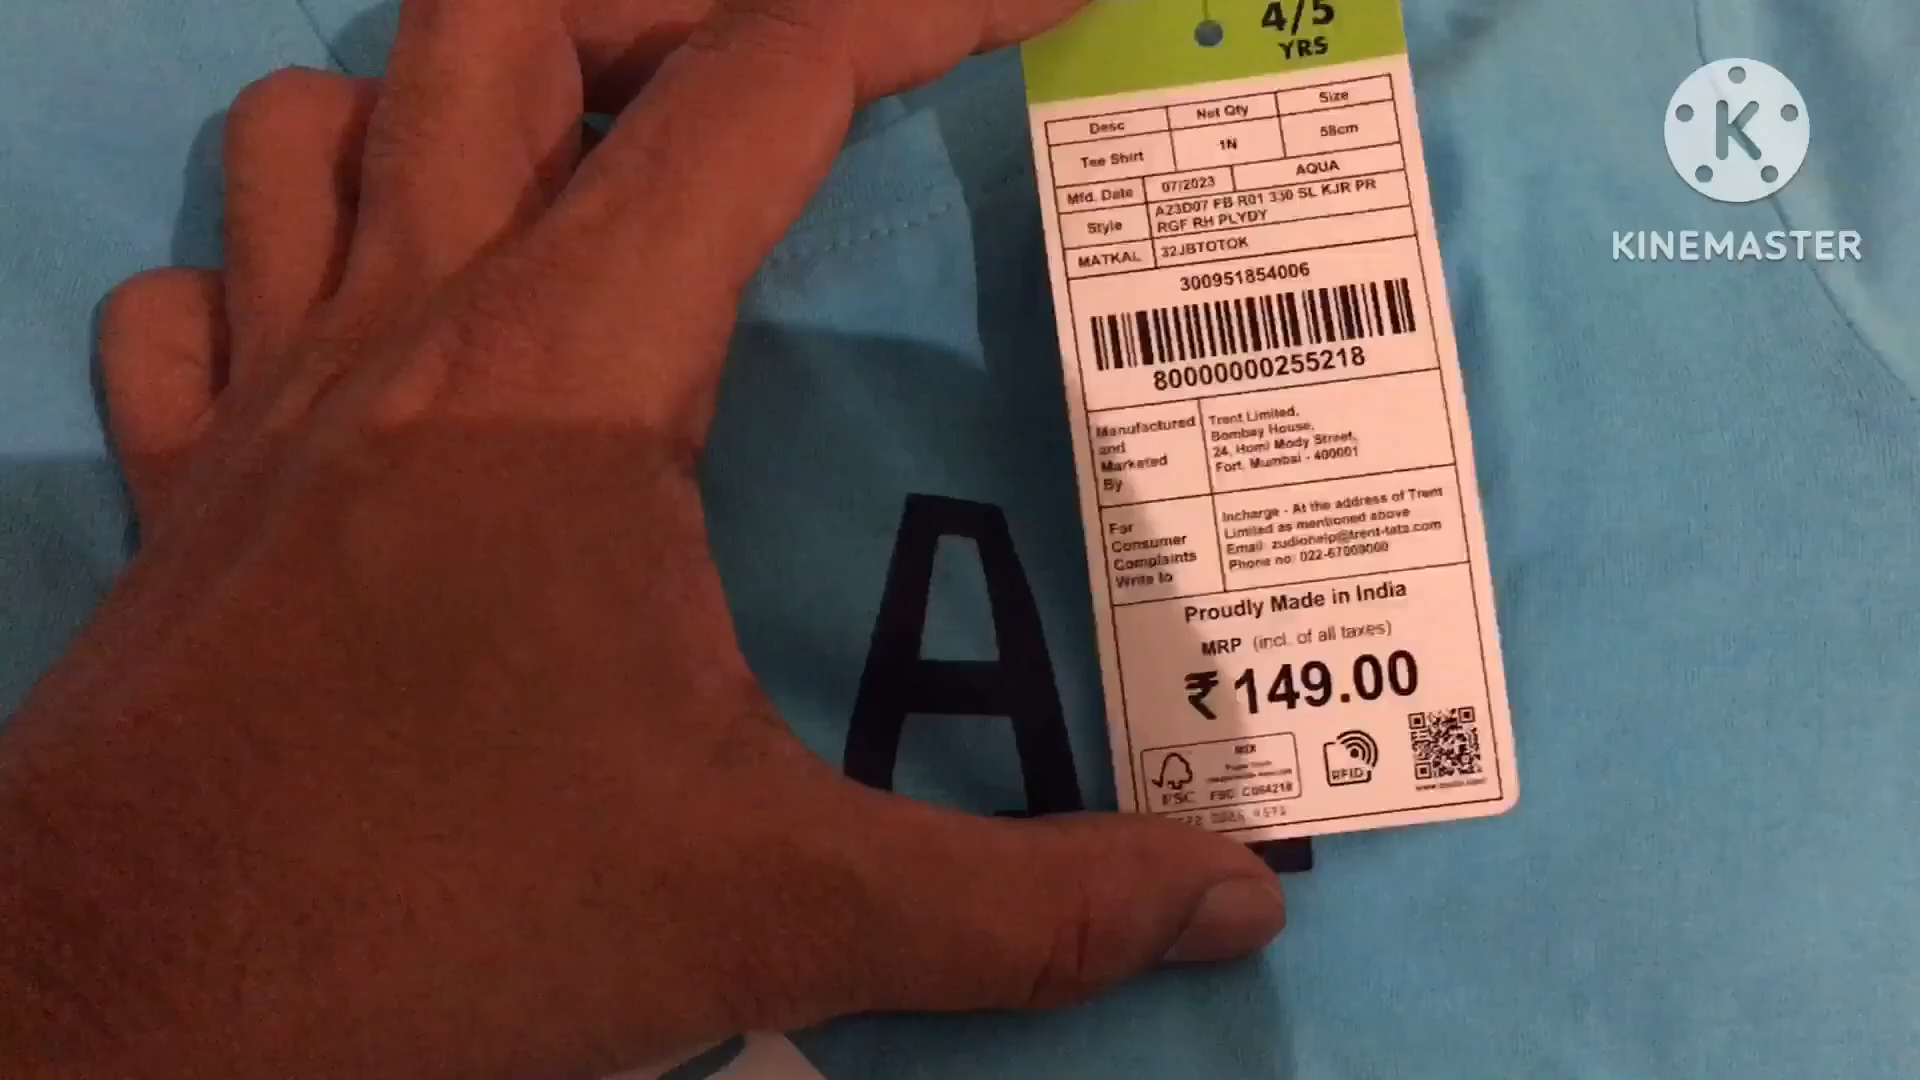 4/5
YRS
Desc Net Qty Size
Tee Shirt 1N 58cm
Mfd. Date 07/2023 AQUA
Style A23D07 FB R01 330 SL KJR PR
RGF RH PLYDY
MATKAL 32JBTOTQK
300951854006
80000000255218
Manufactured
and
Marketed
By
Trent Limited,
Bombay House,
24, Homi Mody Street,
Fort, Mumbai - 400001
For
Consumer
Complaints
Write to
Incharge - At the address of Trent
Limited as mentioned above
Email: zudiohelp@trent-tata.com
Phone no: 022-67009000
Proudly Made in India
MRP (incl. of all taxes)
₹ 149.00
MIX
FSC FSC C084218
RFID
A
K
KINEMASTER